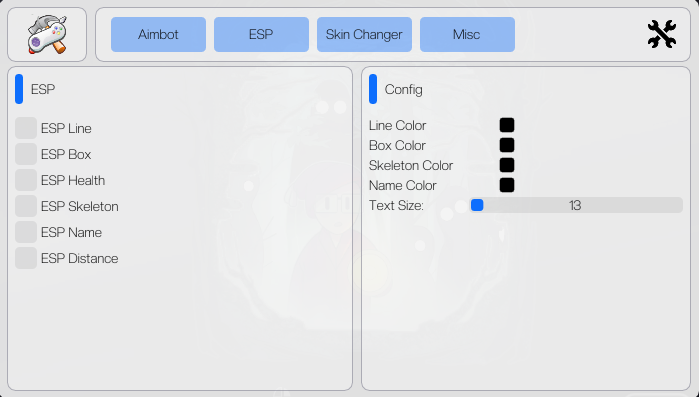 Aimbot ESP Skin Changer Misc
ESP
ESP Line
ESP Box
ESP Health
ESP Skeleton
ESP Name
ESP Distance
Config
Line Color
Box Color
Skeleton Color
Name Color
Text Size: 13